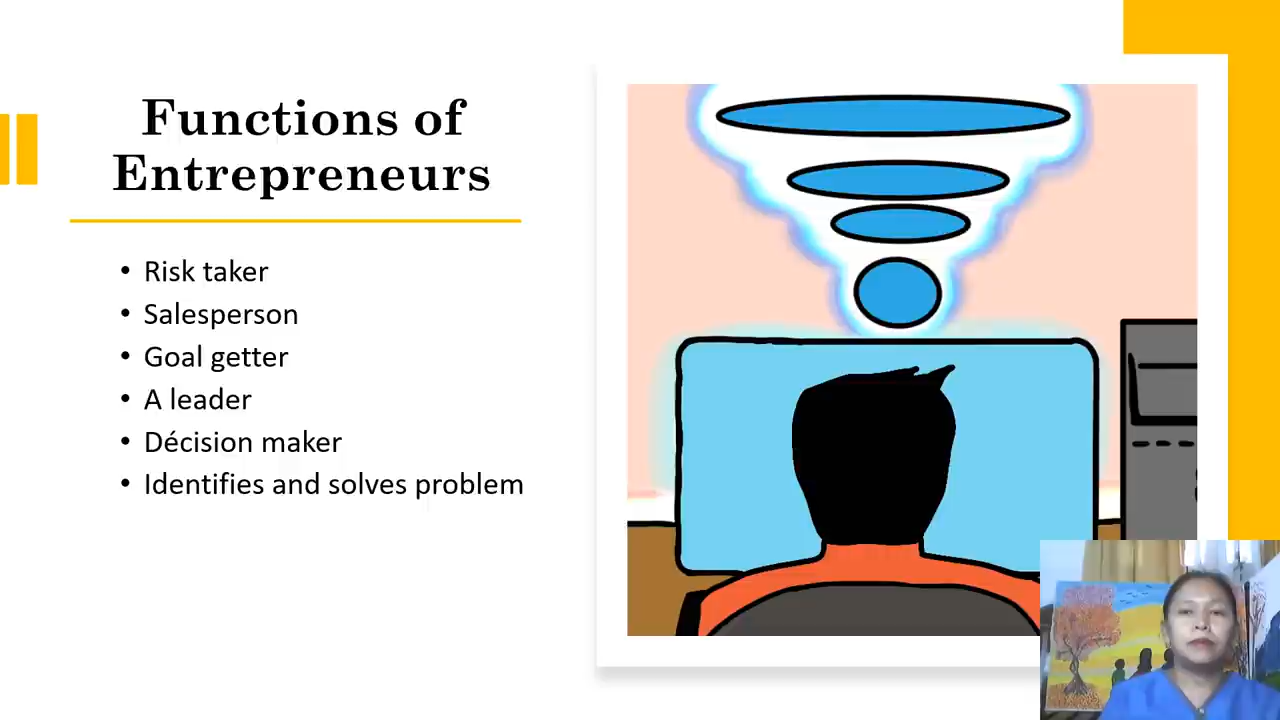 Functions of
Entrepreneurs
• Risk taker
• Salesperson
• Goal getter
• A leader
• Décision maker
• Identifies and solves problem